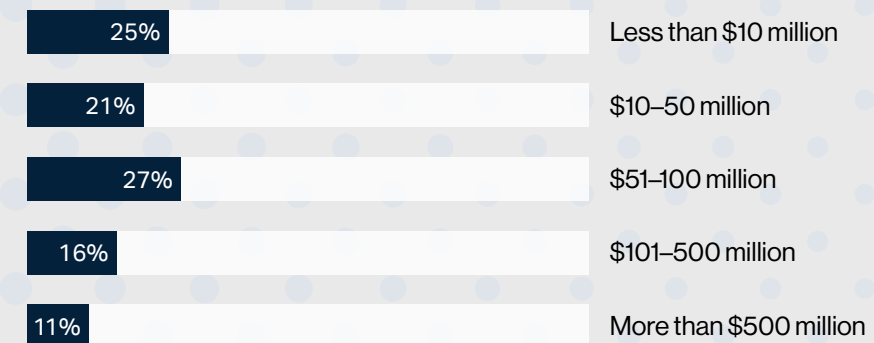 25% Less than $10 million
21% $10–50 million
27% $51–100 million
16% $101–500 million
11% More than $500 million